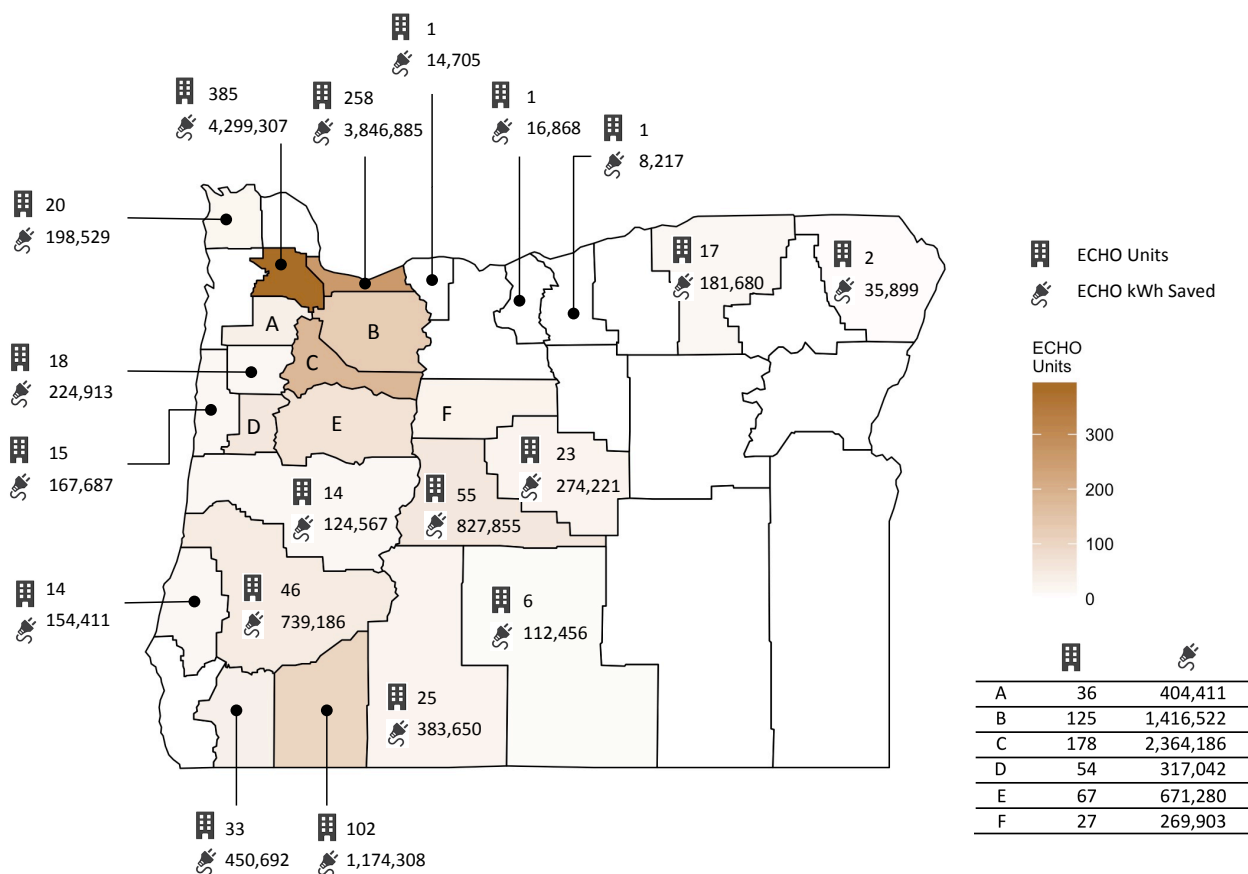 1
14,705
385
4,299,307
258
3,846,885
1
16,868
1
8,217
20
198,529
17
181,680
2
35,899
ECHO Units
ECHO kWh Saved
A
B
C
18
224,913
ECHO
Units
300
200
100
0
D
E
F
15
167,687
23
274,221
14
124,567
55
827,855
14
154,411
46
739,186
6
112,456
25
383,650
A 36 404,411
B 125 1,416,522
C 178 2,364,186
D 54 317,042
E 67 671,280
F 27 269,903
33
450,692
102
1,174,308